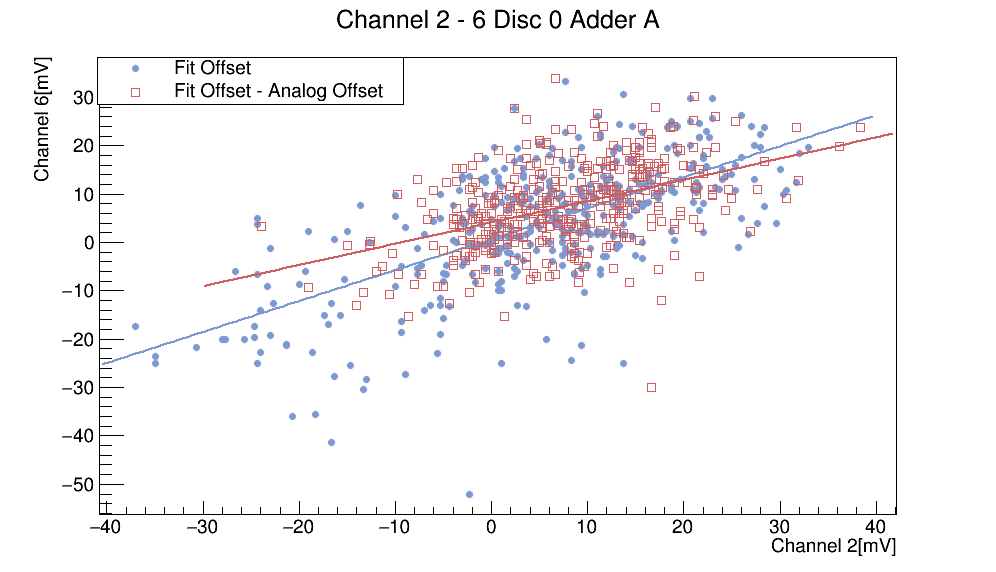 Channel 2 - 6 Disc 0 Adder A
Channel 6[mV]
Fit Offset
Fit Offset - Analog Offset
30
20
10
0
−10
−20
−30
−40
−50
−40 −30 −20 −10 0 10 20 30 40
Channel 2[mV]